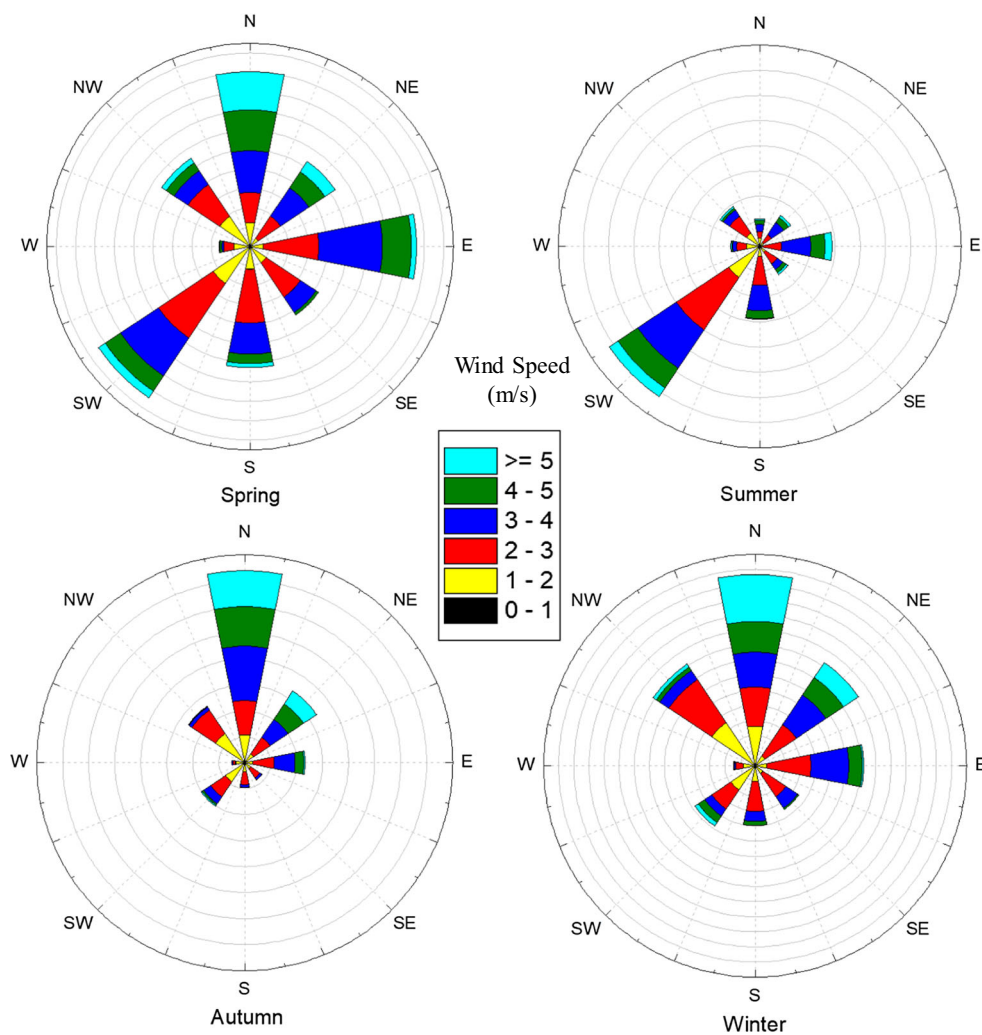 N
NW
NE
W
E
SW
SE
S
Spring
N
NW
NE
W
E
SW
SE
S
Summer
Wind Speed
(m/s)
>= 5
4 - 5
3 - 4
2 - 3
1 - 2
0 - 1
N
NW
NE
W
E
SW
SE
S
Autumn
N
NW
NE
W
E
SW
SE
S
Winter